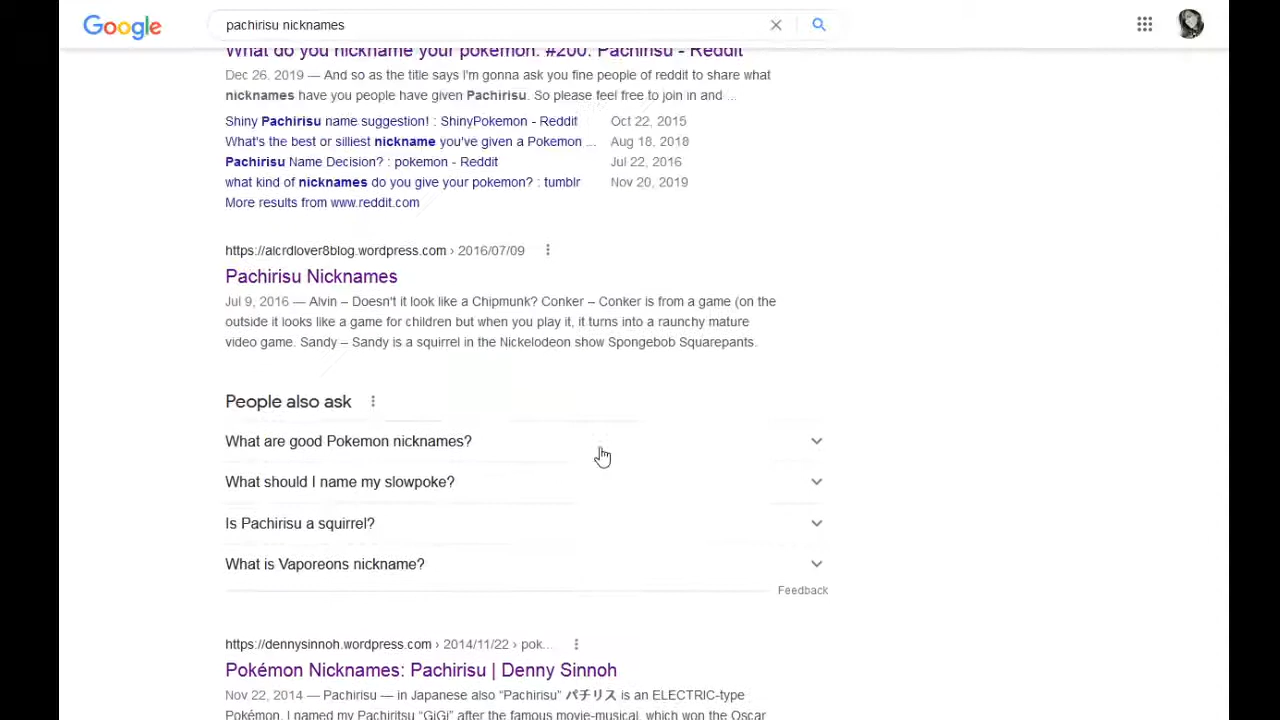 Google
pachirisu nicknames
What do you nickname your pokemon. #200. Pachirisu - Reddit
Dec 26, 2019 — And so as the title says I'm gonna ask you fine people of reddit to share what
nicknames have you people have given Pachirisu. So please feel free to join in and ...
Shiny Pachirisu name suggestion! : ShinyPokemon - Reddit Oct 22, 2015
What's the best or silliest nickname you've given a Pokemon ... Aug 18, 2018
Pachirisu Name Decision? : pokemon - Reddit Jul 22, 2016
what kind of nicknames do you give your pokemon? : tumblr Nov 20, 2019
More results from www.reddit.com
https://alcrdlover8blog.wordpress.com › 2016/07/09
Pachirisu Nicknames
Jul 9, 2016 — Alvin – Doesn't it look like a Chipmunk? Conker – Conker is from a game (on the
outside it looks like a game for children but when you play it, it turns into a raunchy mature
video game. Sandy – Sandy is a squirrel in the Nickelodeon show Spongebob Squarepants.
People also ask
What are good Pokemon nicknames?
What should I name my slowpoke?
Is Pachirisu a squirrel?
What is Vaporeons nickname?
Feedback
https://dennysinnoh.wordpress.com › 2014/11/22 › pok...
Pokémon Nicknames: Pachirisu | Denny Sinnoh
Nov 22, 2014 — Pachirisu — in Japanese also "Pachirisu" パチリス is an ELECTRIC-type
Pokémon. I named my Pachiritsu "GiGi" after the famous movie-musical, which won the Oscar